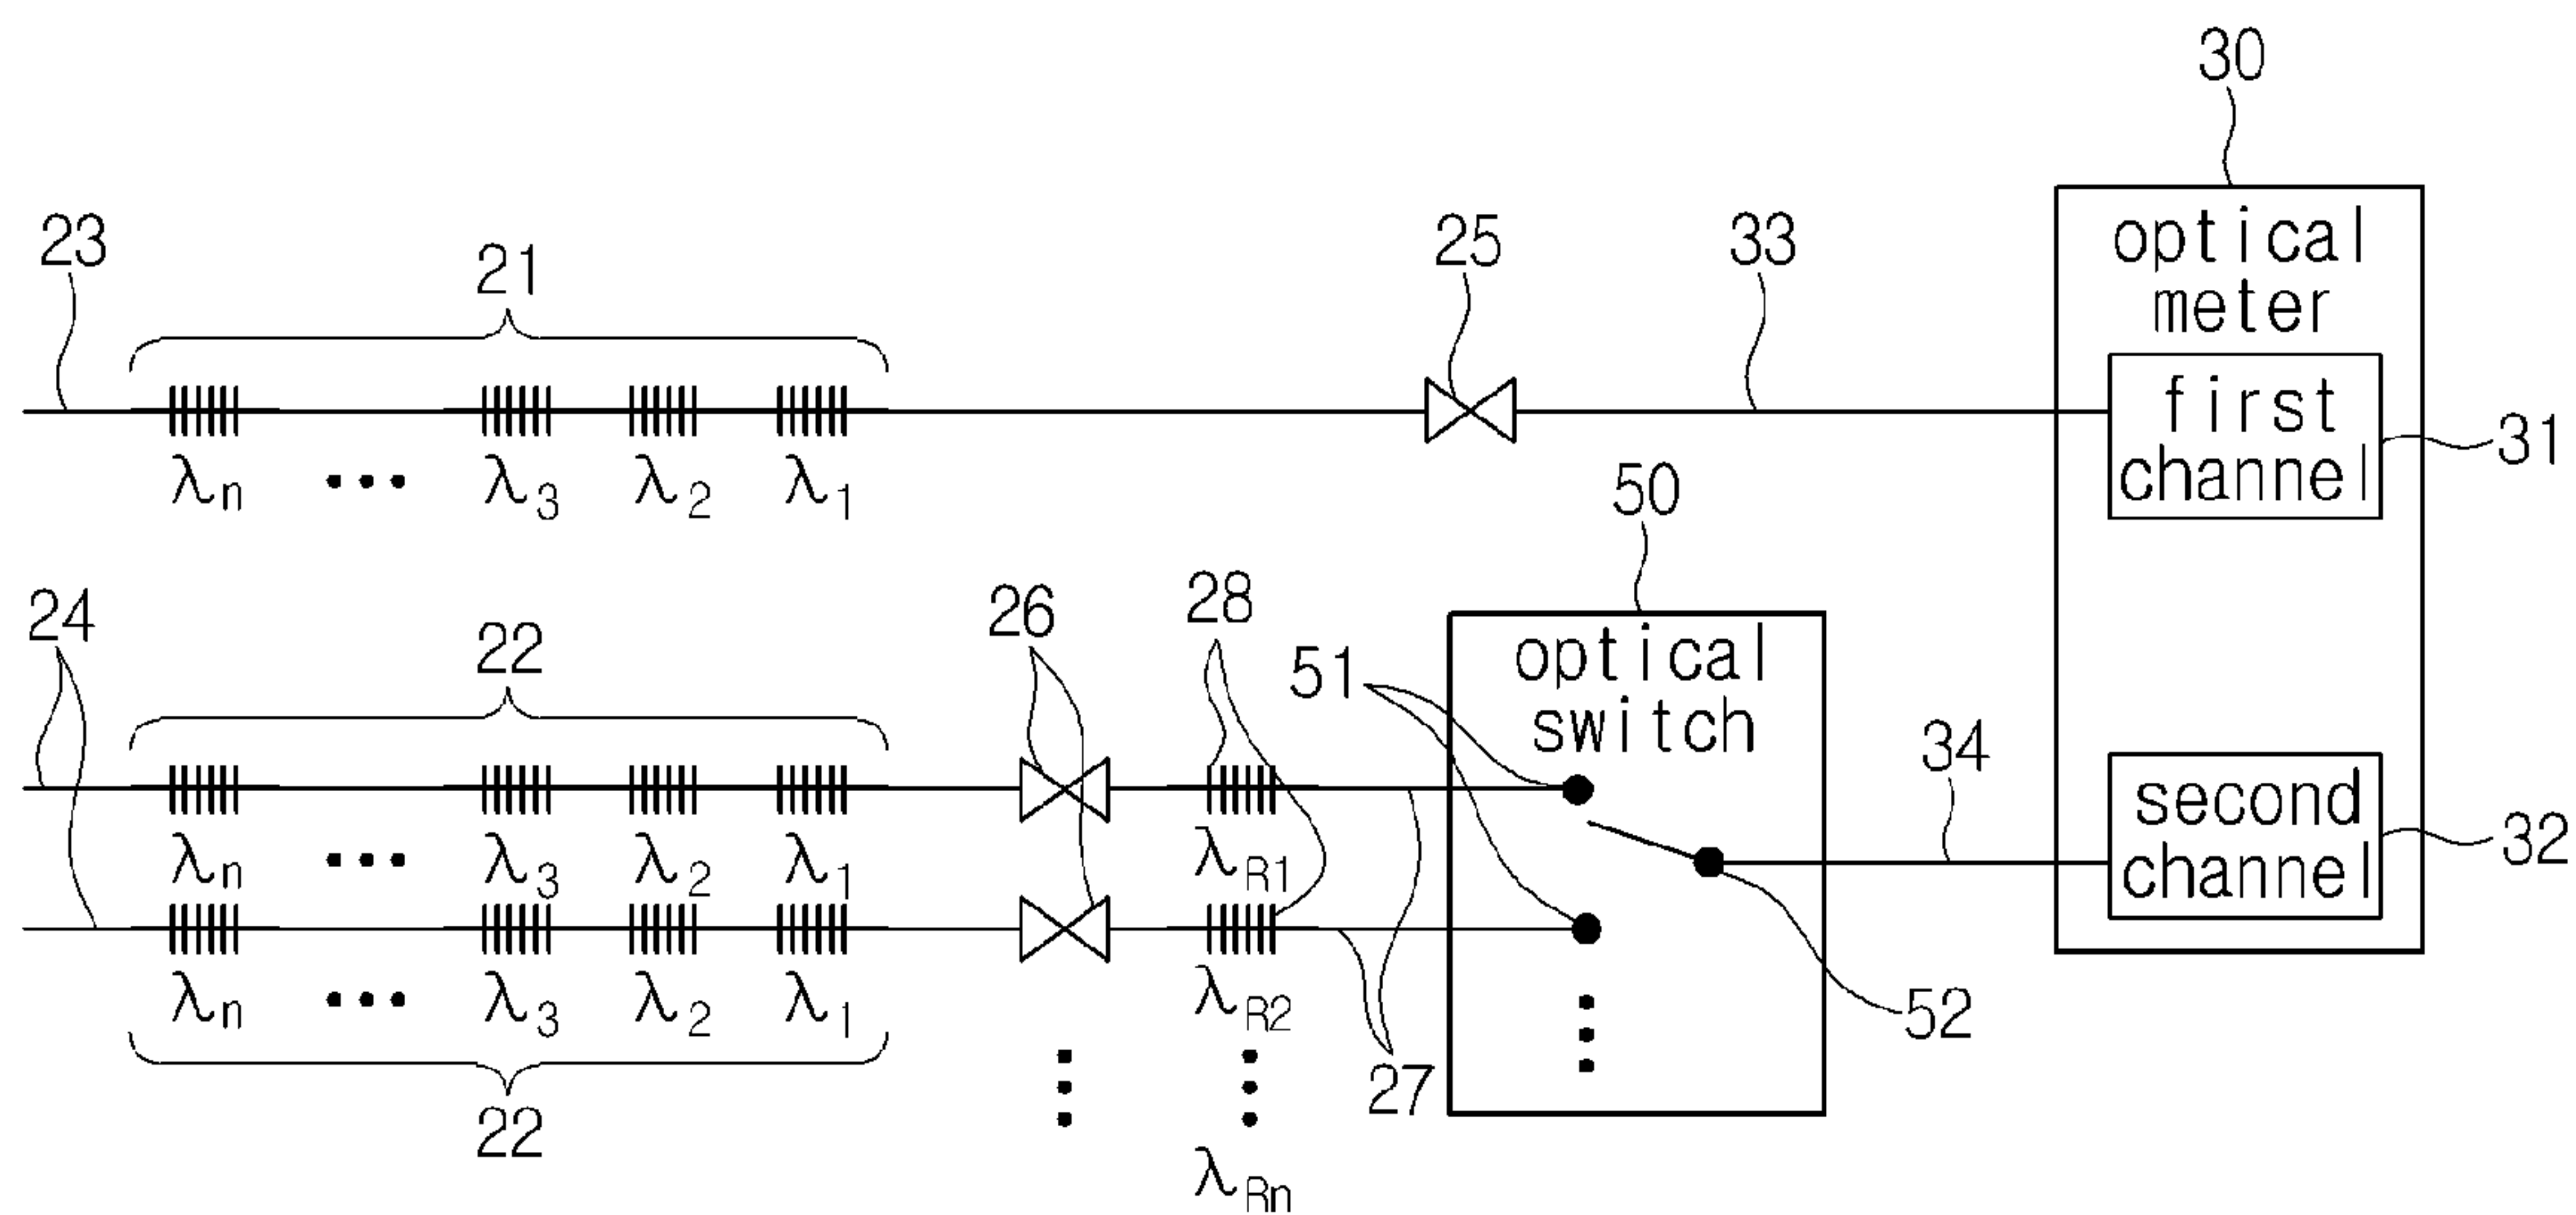 30
optical
meter
23
21
25
33
first
channel
31
λn ... λ3 λ2 λ1
50
24
22
26
28
51
optical
switch
34
second
channel
32
λn ... λ3 λ2 λ1
λR1
λn ... λ3 λ2 λ1
λR2
52
22
27
λRn